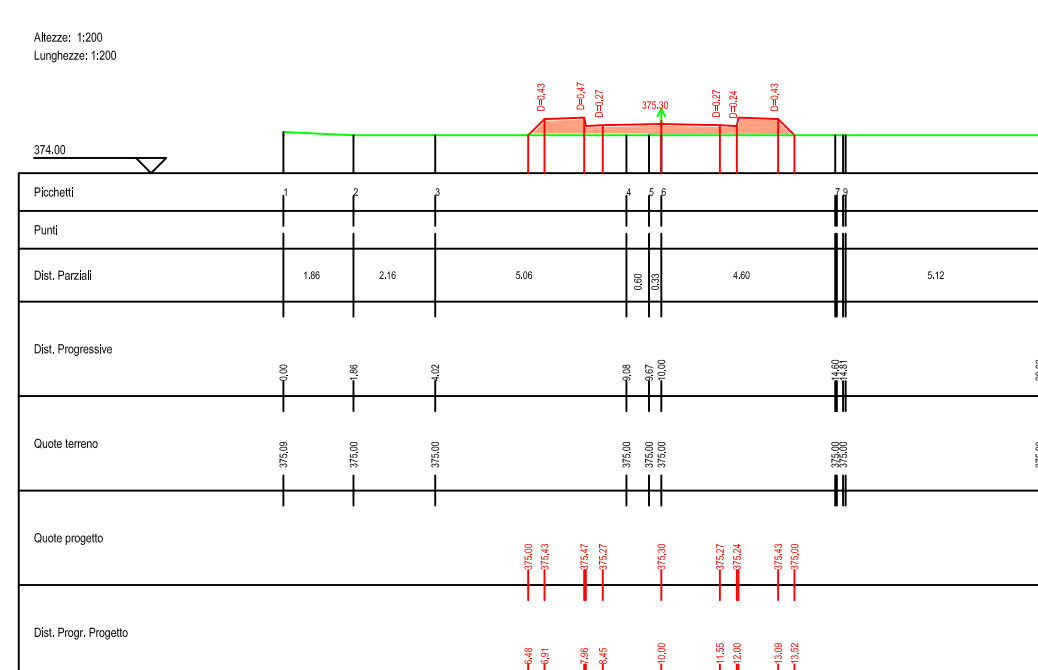 Altezze: 1:200
Lunghezze: 1:200
D=0,43 D=0,47 D=0,27 375.30 D=0,27 D=0,24 D=0,43
374.00
Picchetti 1 2 3 4 5 6 7 9
Punti
Dist. Parziali 1.86 2.16 5.06 0.60 0.33 4.60 5.12
Dist. Progressive 0.00 1.86 4.02 9.08 9.67 10.00 14.60 14.81
Quote terreno 375.09 375.00 375.00 375.00 375.00 375.00 375.00 375.00
Quote progetto 375.00 375.43 375.47 375.27 375.30 375.27 375.24 375.43 375.00
Dist. Progr. Progetto 6.48 6.91 7.96 8.45 10.00 11.55 12.00 13.09 13.52